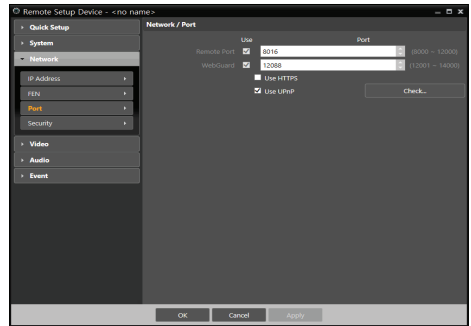 Remote Setup Device - <no name>
Quick Setup
System
Network
IP Address
FEN
Port
Security
Video
Audio
Event
Network / Port
Use Port
Remote Port 8016 (8000 ~ 12000)
WebGuard 12088 (12001 ~ 14000)
Use HTTPS
Use UPnP Check...
OK Cancel Apply